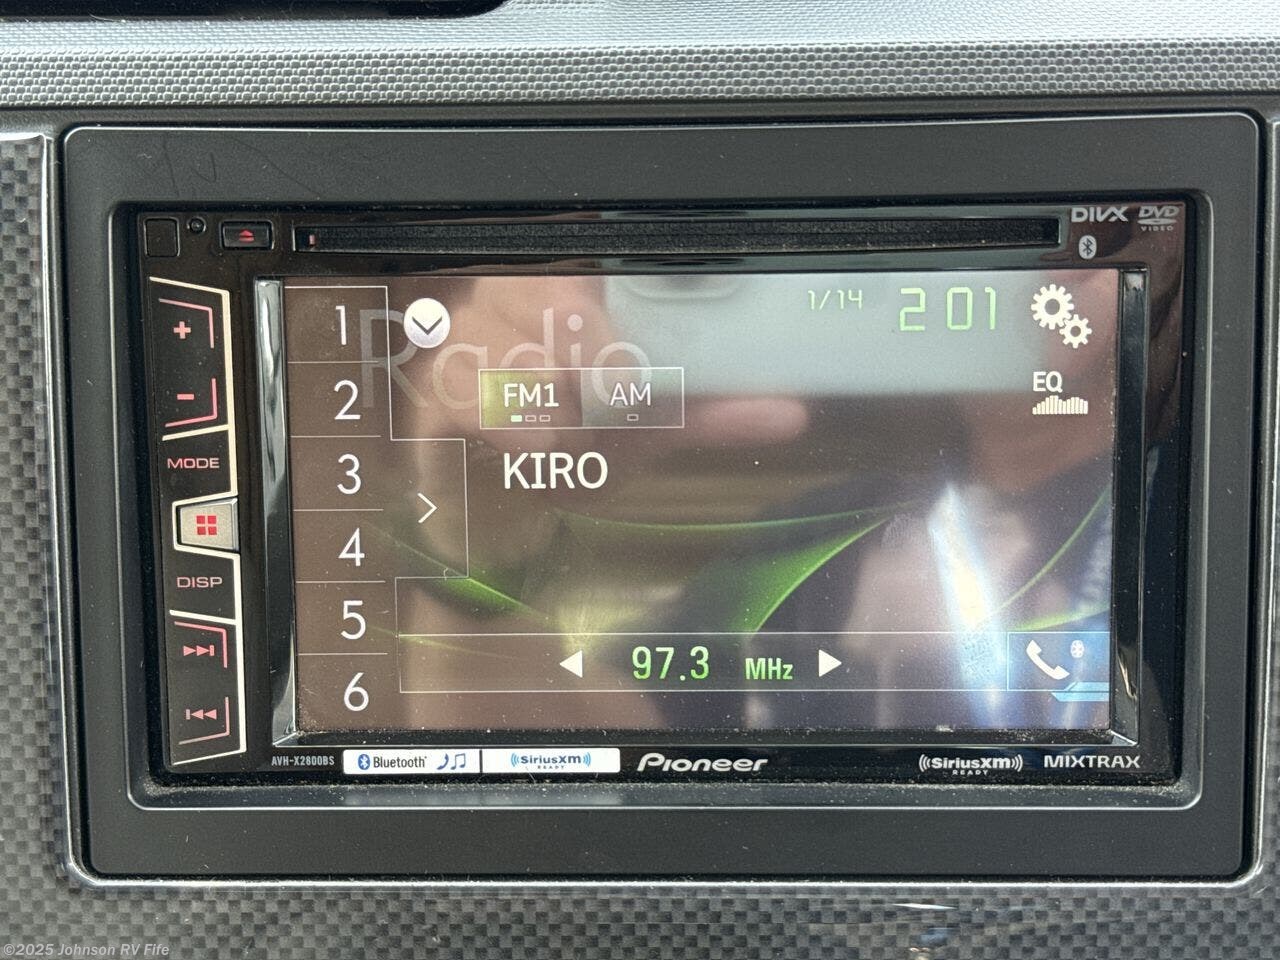 DIVX DVD
VIDEO
1/14 2 01
Radio
EQ
FM1 AM
KIRO
1
2
3
4
5
6
+
-
MODE
DISP
97.3 MHz
AVH-X2800BS Bluetooth ((SiriusXM)) READY Pioneer ((SiriusXM)) READY MIXTRAX
©2025 Johnson RV Fife